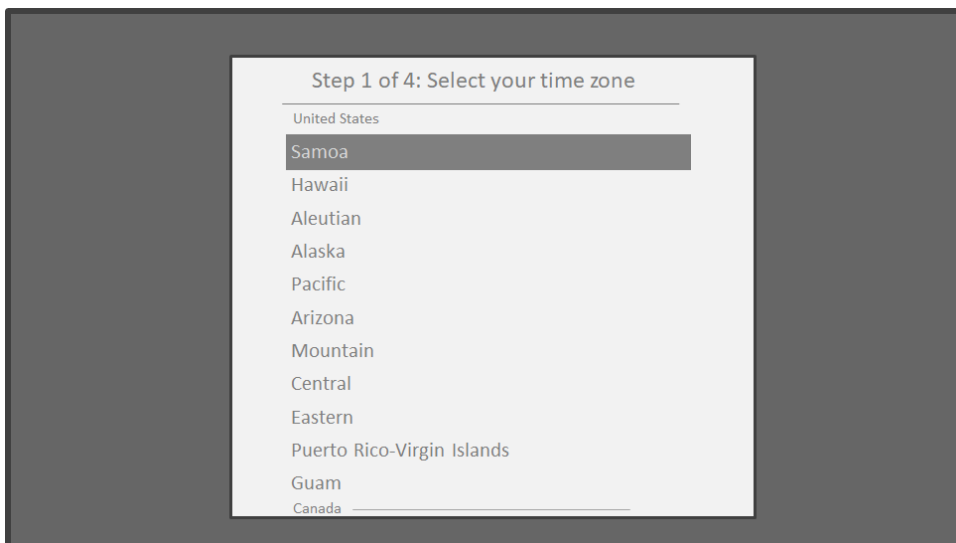 Step 1 of 4: Select your time zone
United States
Samoa
Hawaii
Aleutian
Alaska
Pacific
Arizona
Mountain
Central
Eastern
Puerto Rico-Virgin Islands
Guam
Canada